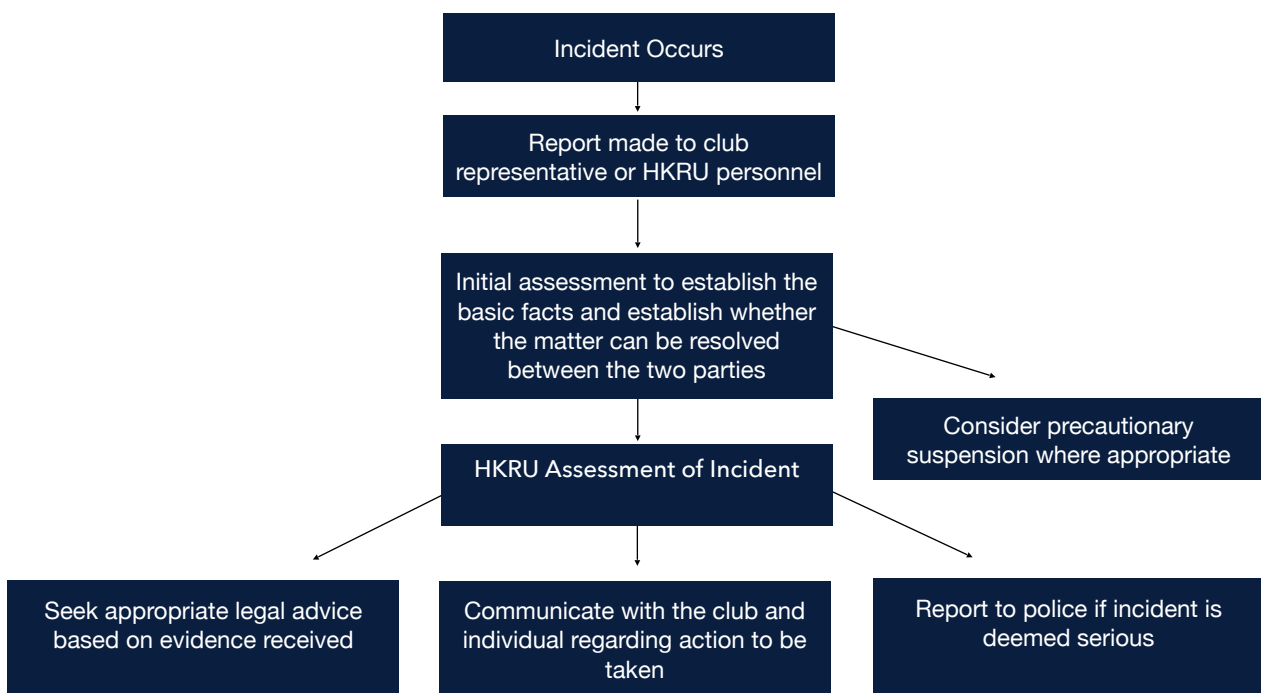 Incident Occurs
Report made to club
representative or HKRU personnel
Initial assessment to establish the
basic facts and establish whether
the matter can be resolved
between the two parties
Consider precautionary
suspension where appropriate
HKRU Assessment of Incident
Seek appropriate legal advice
based on evidence received
Communicate with the club and
individual regarding action to be
taken
Report to police if incident is
deemed serious